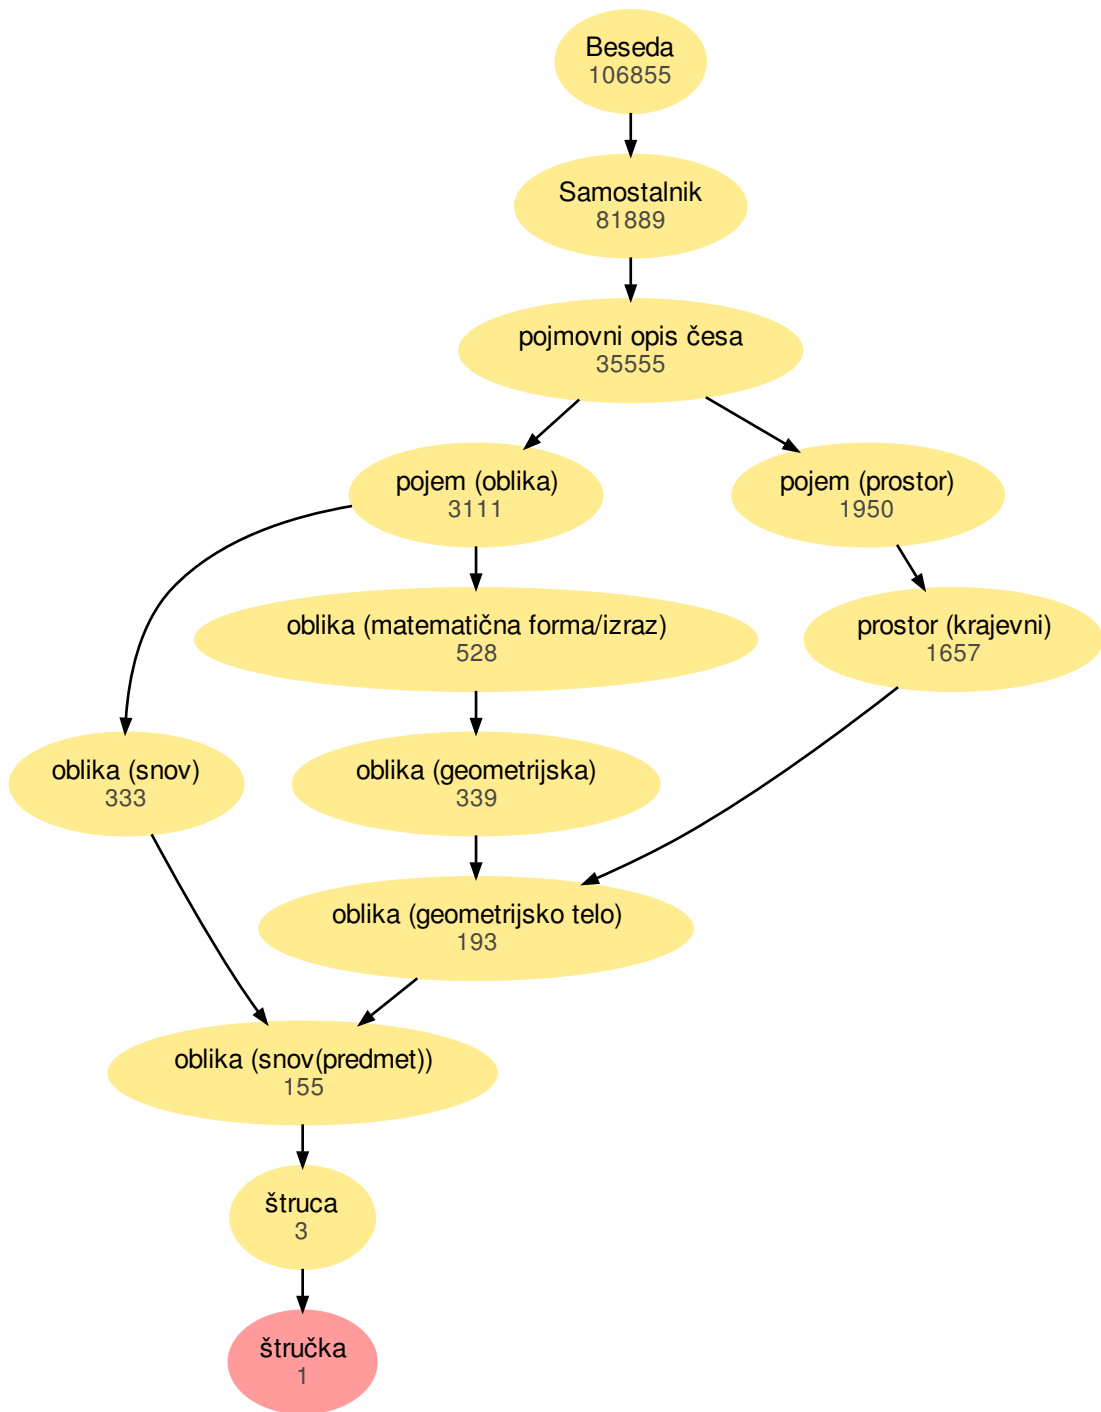 Beseda
106855
Samostalnik
81889
pojmovni opis česa
35555
pojem (oblika)
3111
pojem (prostor)
1950
oblika (matematična forma/izraz)
528
prostor (krajevni)
1657
oblika (snov)
333
oblika (geometrijska)
339
oblika (geometrijsko telo)
193
oblika (snov(predmet))
155
štruca
3
štručka
1